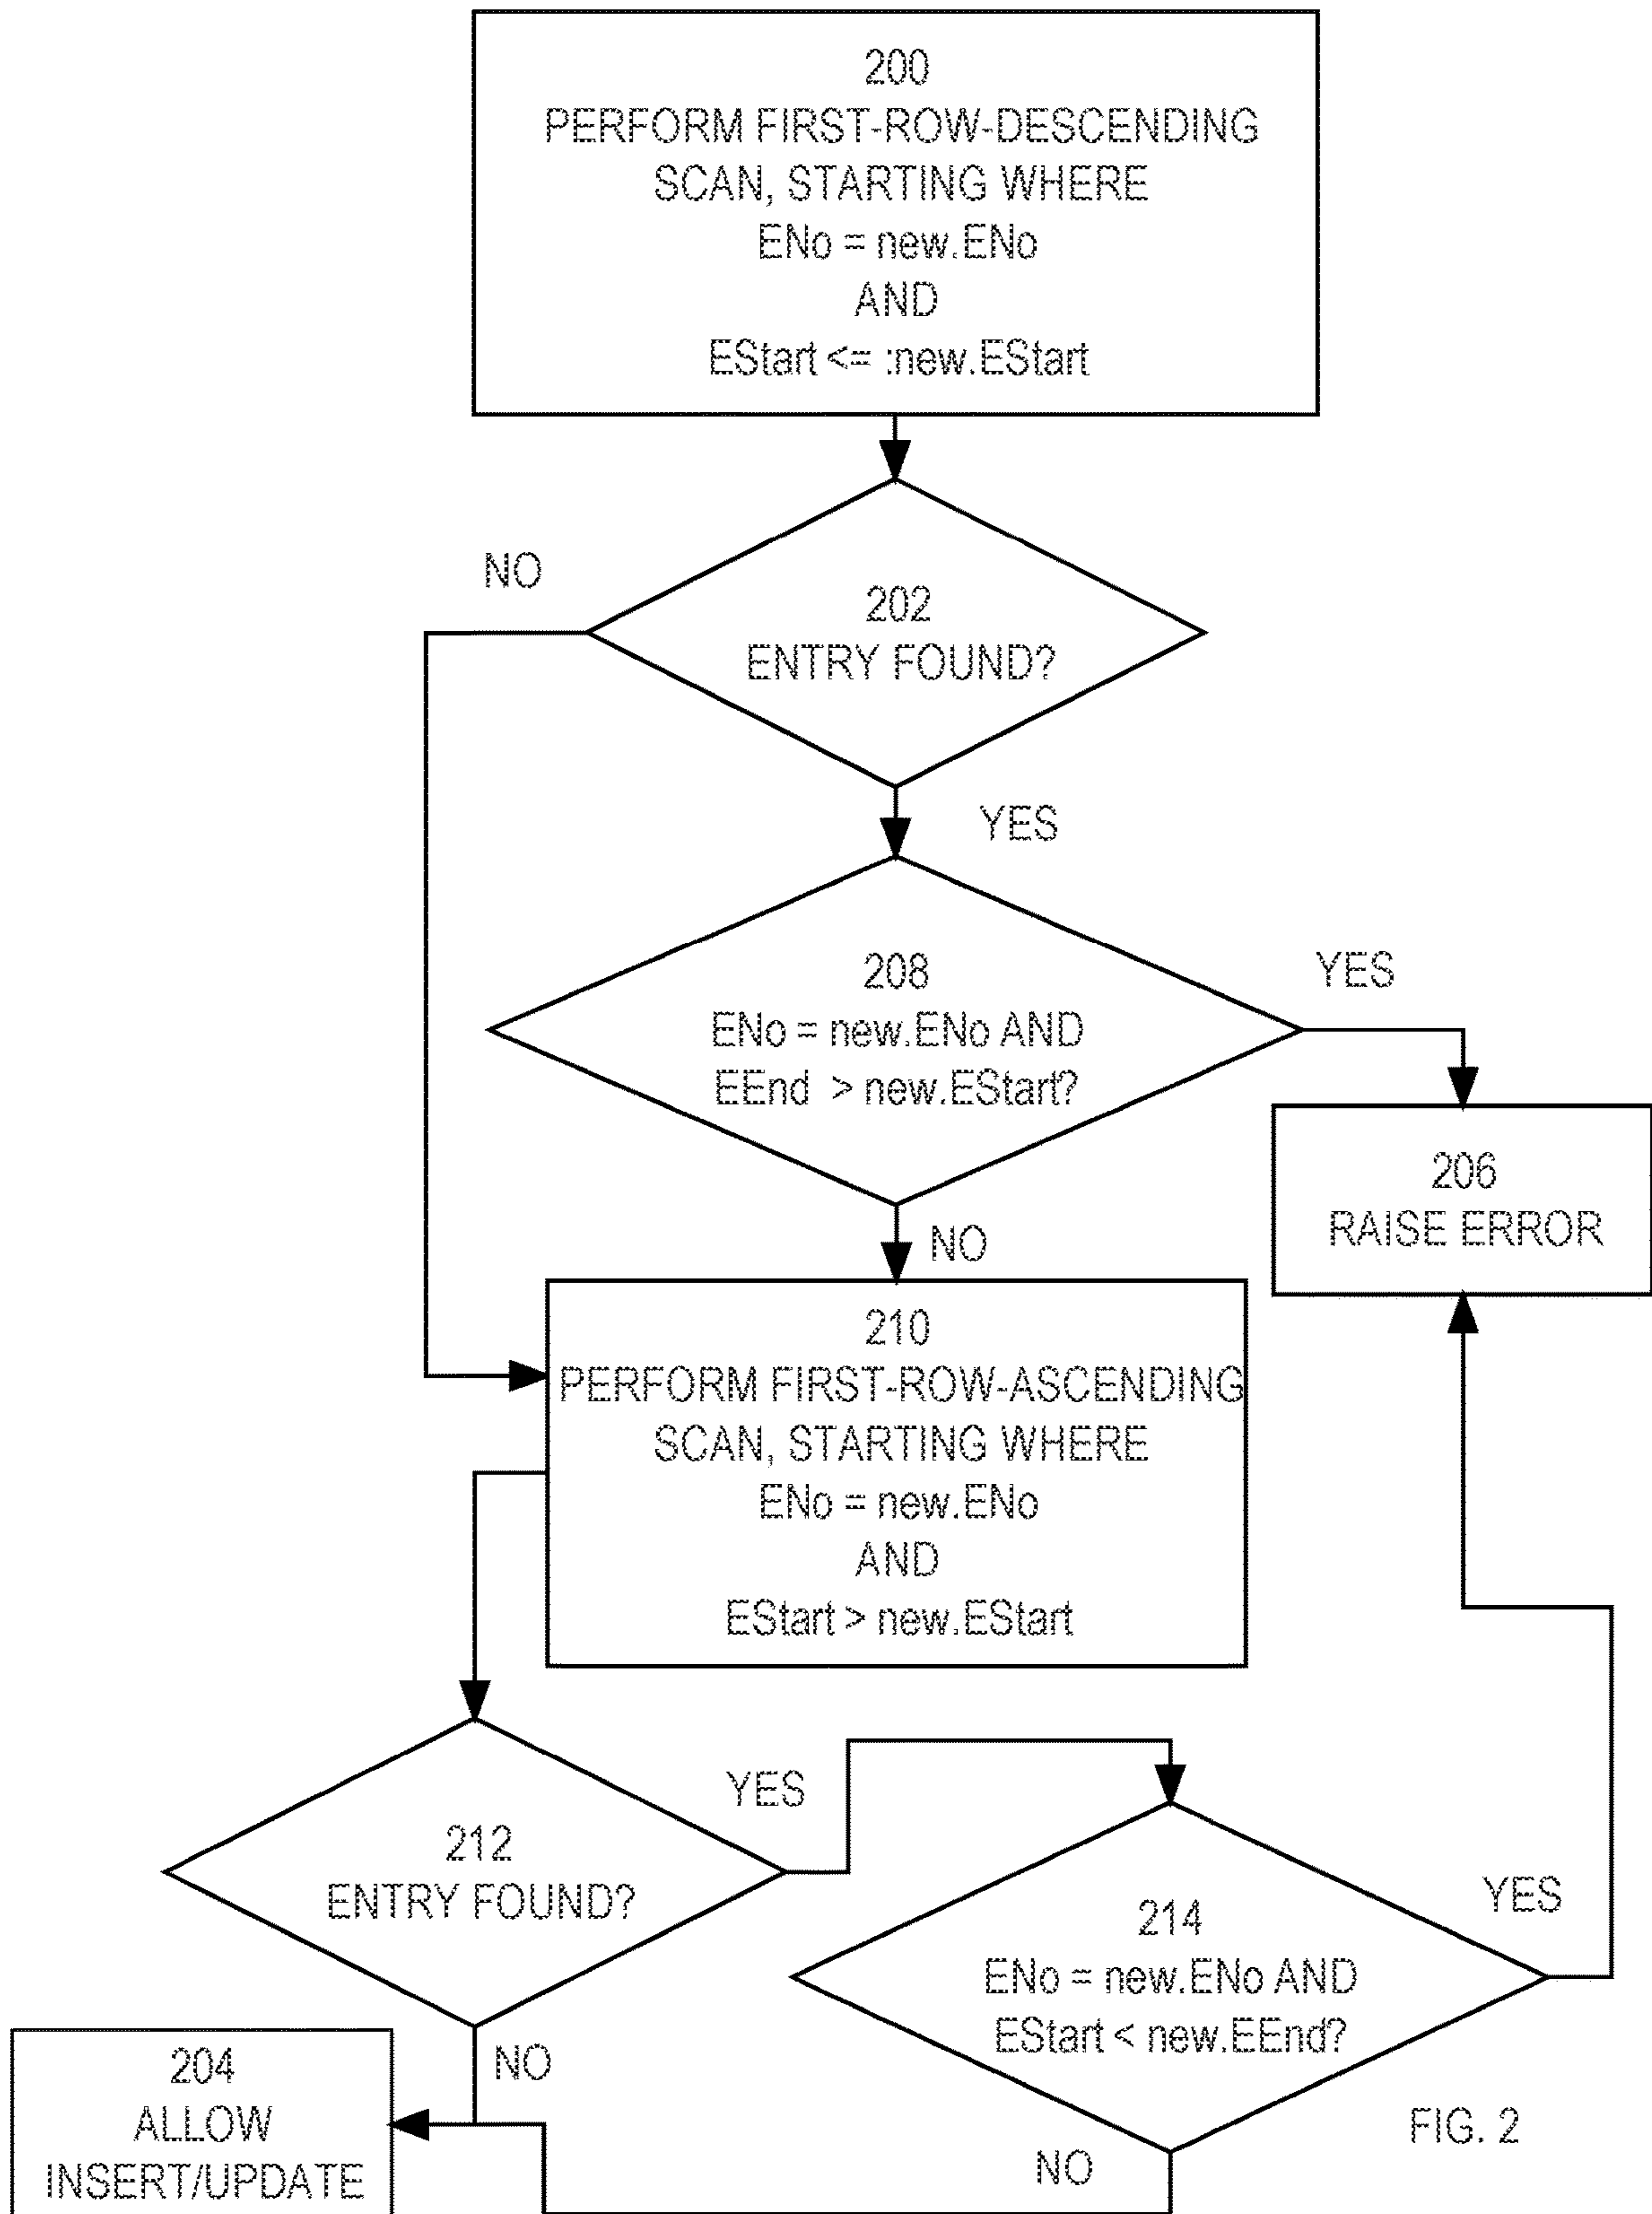 200
PERFORM FIRST-ROW-DESCENDING
SCAN, STARTING WHERE
ENo = new.ENo
AND
EStart <= :new.EStart
NO
202
ENTRY FOUND?
YES
208
ENo = new.ENo AND
EEnd > new.EStart?
YES
206
RAISE ERROR
NO
210
PERFORM FIRST-ROW-ASCENDING
SCAN, STARTING WHERE
ENo = new.ENo
AND
EStart > new.EStart
212
ENTRY FOUND?
YES
214
ENo = new.ENo AND
EStart < new.EEnd?
YES
NO
204
ALLOW
INSERT/UPDATE
NO
FIG. 2